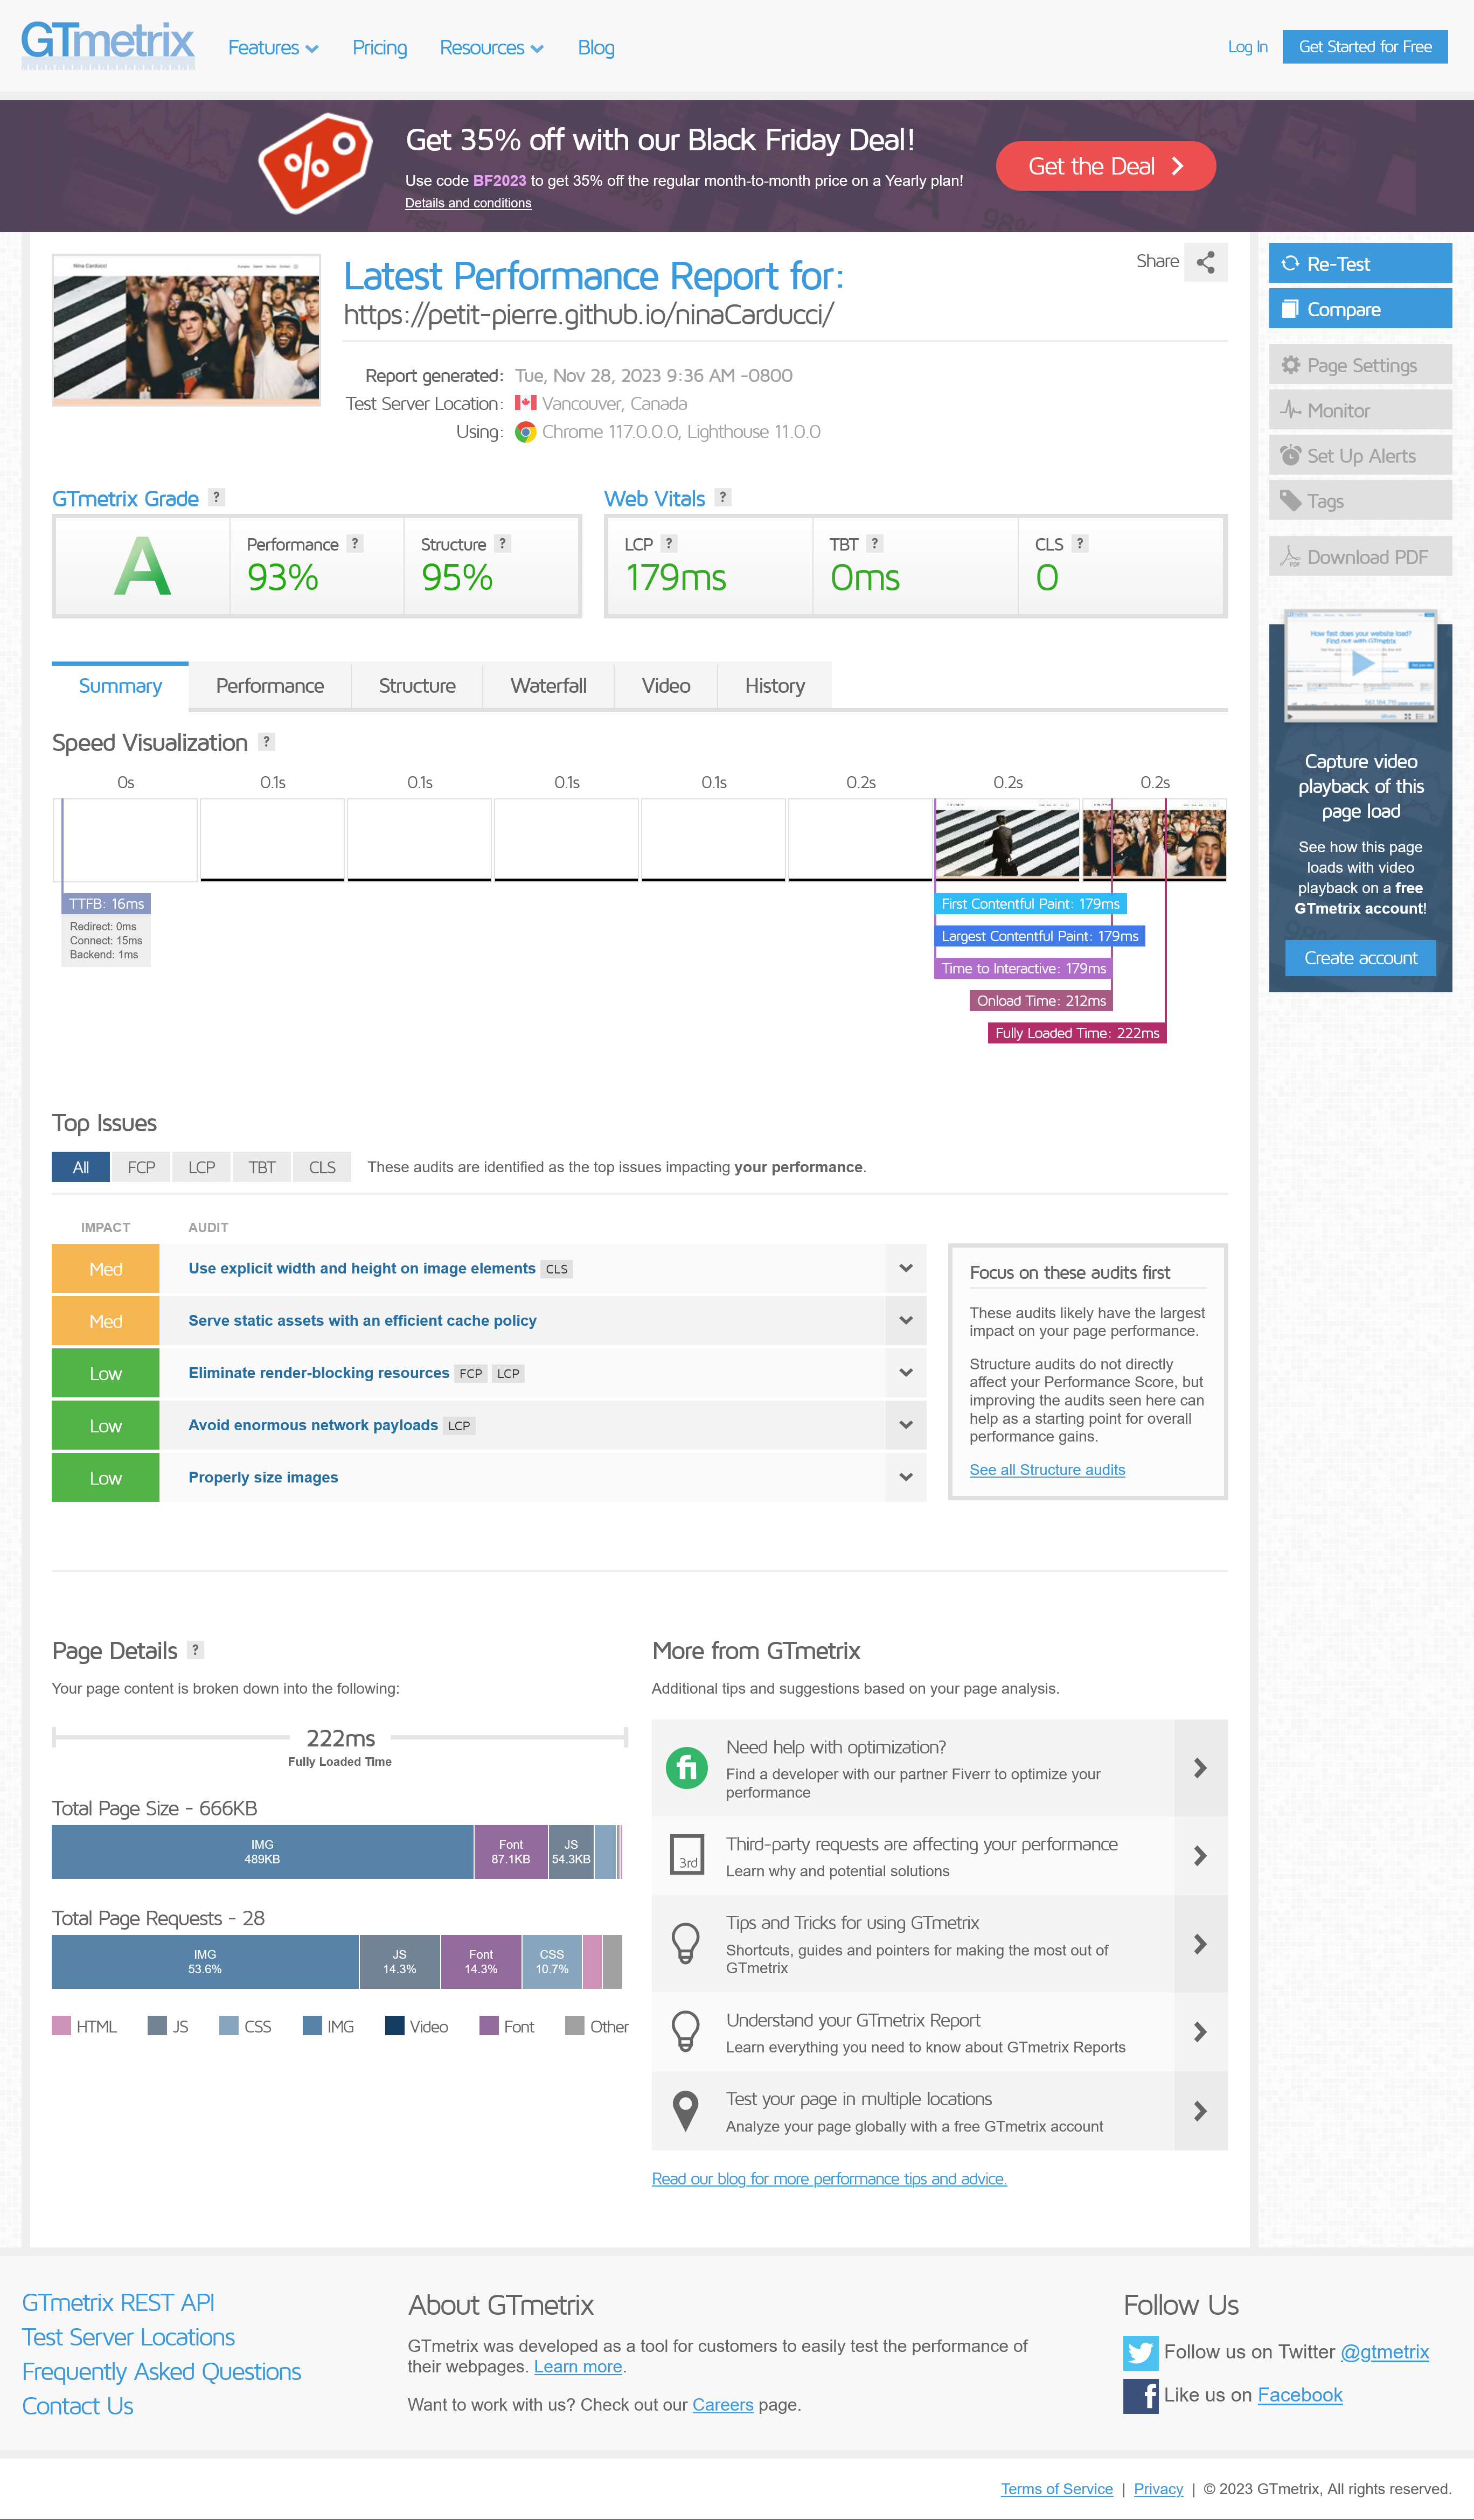 GTmetrix
Features
Pricing
Resources
Blog
Log In
Get Started for Free
Get 35% off with our Black Friday Deal!
Use code BF2023 to get 35% off the regular month-to-month price on a Yearly plan!
Details and conditions
Get the Deal
Nina Carducci
Latest Performance Report for:
https://petit-pierre.github.io/ninaCarducci/
Share
Report generated: Tue, Nov 28, 2023 9:36 AM -0800
Test Server Location: Vancouver, Canada
Using: Chrome 117.0.0.0, Lighthouse 11.0.0
Re-Test
Compare
Page Settings
Monitor
Set Up Alerts
Tags
Download PDF
GTmetrix Grade ?
A
Performance ?
93%
Structure ?
95%
Web Vitals ?
LCP ?
179ms
TBT ?
0ms
CLS ?
0
How fast does your website load?
Find out with GTmetrix
Capture video
playback of this
page load
See how this page
loads with video
playback on a free
GTmetrix account!
Create account
Summary
Performance
Structure
Waterfall
Video
History
Speed Visualization ?
0s
0.1s
0.1s
0.1s
0.1s
0.2s
0.2s
0.2s
TTFB: 16ms
Redirect: 0ms
Connect: 15ms
Backend: 1ms
First Contentful Paint: 179ms
Largest Contentful Paint: 179ms
Time to Interactive: 179ms
Onload Time: 212ms
Fully Loaded Time: 222ms
Top Issues
All
FCP
LCP
TBT
CLS
These audits are identified as the top issues impacting your performance.
IMPACT
AUDIT
Med
Use explicit width and height on image elements CLS
Med
Serve static assets with an efficient cache policy
Low
Eliminate render-blocking resources FCP LCP
Low
Avoid enormous network payloads LCP
Low
Properly size images
Focus on these audits first
These audits likely have the largest
impact on your page performance.
Structure audits do not directly
affect your Performance Score, but
improving the audits seen here can
help as a starting point for overall
performance gains.
See all Structure audits
Page Details ?
Your page content is broken down into the following:
222ms
Fully Loaded Time
Total Page Size - 666KB
IMG
489KB
Font
87.1KB
JS
54.3KB
Total Page Requests - 28
IMG
53.6%
JS
14.3%
Font
14.3%
CSS
10.7%
HTML
JS
CSS
IMG
Video
Font
Other
More from GTmetrix
Additional tips and suggestions based on your page analysis.
fi
Need help with optimization?
Find a developer with our partner Fiverr to optimize your
performance
3rd
Third-party requests are affecting your performance
Learn why and potential solutions
Tips and Tricks for using GTmetrix
Shortcuts, guides and pointers for making the most out of
GTmetrix
Understand your GTmetrix Report
Learn everything you need to know about GTmetrix Reports
Test your page in multiple locations
Analyze your page globally with a free GTmetrix account
Read our blog for more performance tips and advice.
GTmetrix REST API
Test Server Locations
Frequently Asked Questions
Contact Us
About GTmetrix
GTmetrix was developed as a tool for customers to easily test the performance of
their webpages. Learn more.
Want to work with us? Check out our Careers page.
Follow Us
Follow us on Twitter @gtmetrix
Like us on Facebook
Terms of Service | Privacy | © 2023 GTmetrix, All rights reserved.